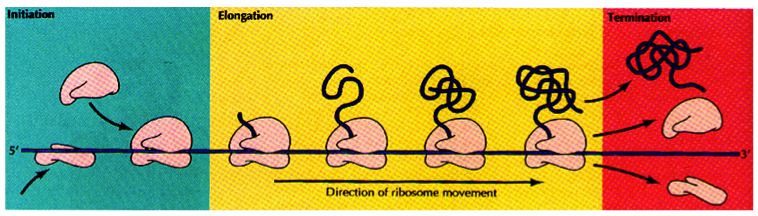 Initiation
Elongation
Termination
5'
3'
Direction of ribosome movement